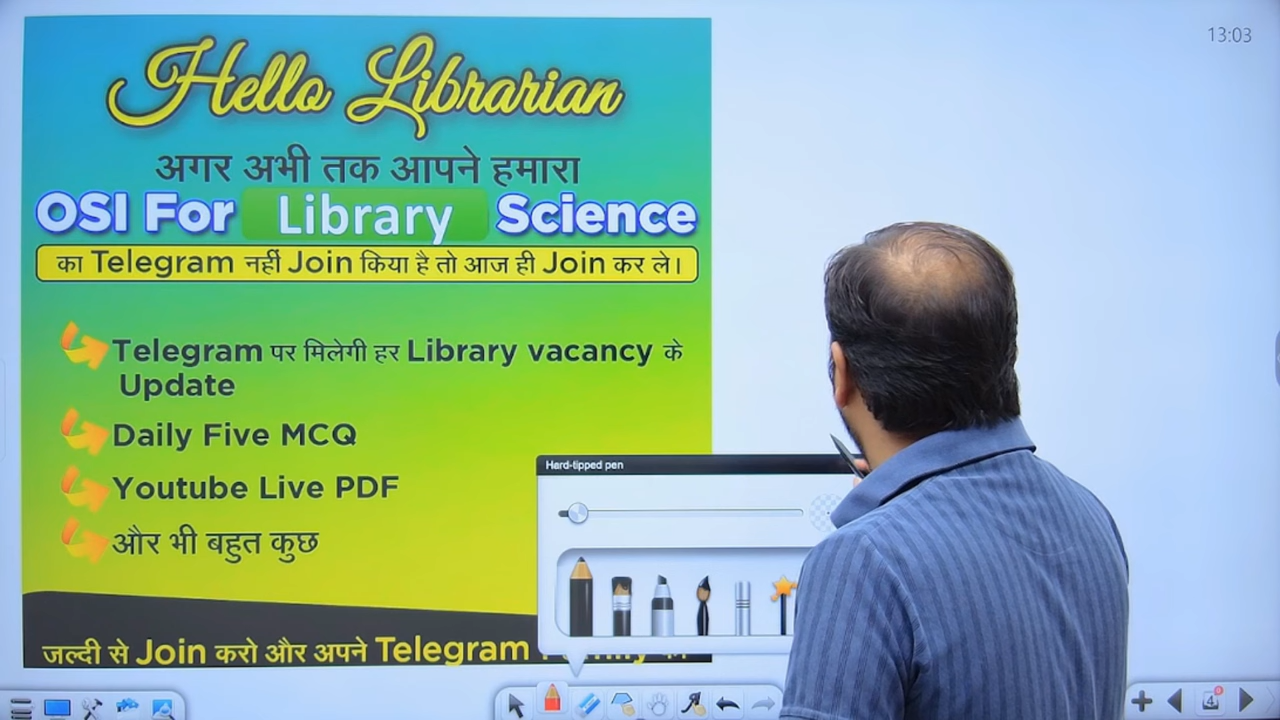 13:03
Hello Librarian
अगर अभी तक आपने हमारा
OSI For Library Science
का Telegram नहीं Join किया है तो आज ही Join कर ले।
Telegram पर मिलेगी हर Library vacancy के
Update
Daily Five MCQ
Youtube Live PDF
और भी बहुत कुछ
जल्दी से Join करो और अपने Telegram
Hard-tipped pen
4